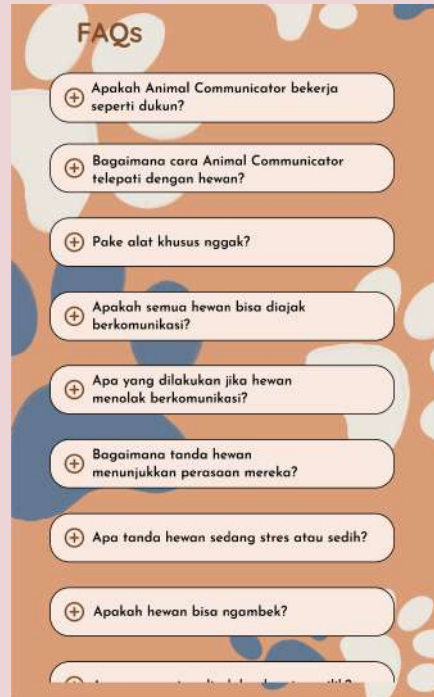 FAQs
Apakah Animal Communicator bekerja
seperti dukun?
Bagaimana cara Animal Communicator
telepati dengan hewan?
Pake alat khusus nggak?
Apakah semua hewan bisa diajak
berkomunikasi?
Apa yang dilakukan jika hewan
menolak berkomunikasi?
Bagaimana tanda hewan
menunjukkan perasaan mereka?
Apa tanda hewan sedang stres atau sedih?
Apakah hewan bisa ngambek?